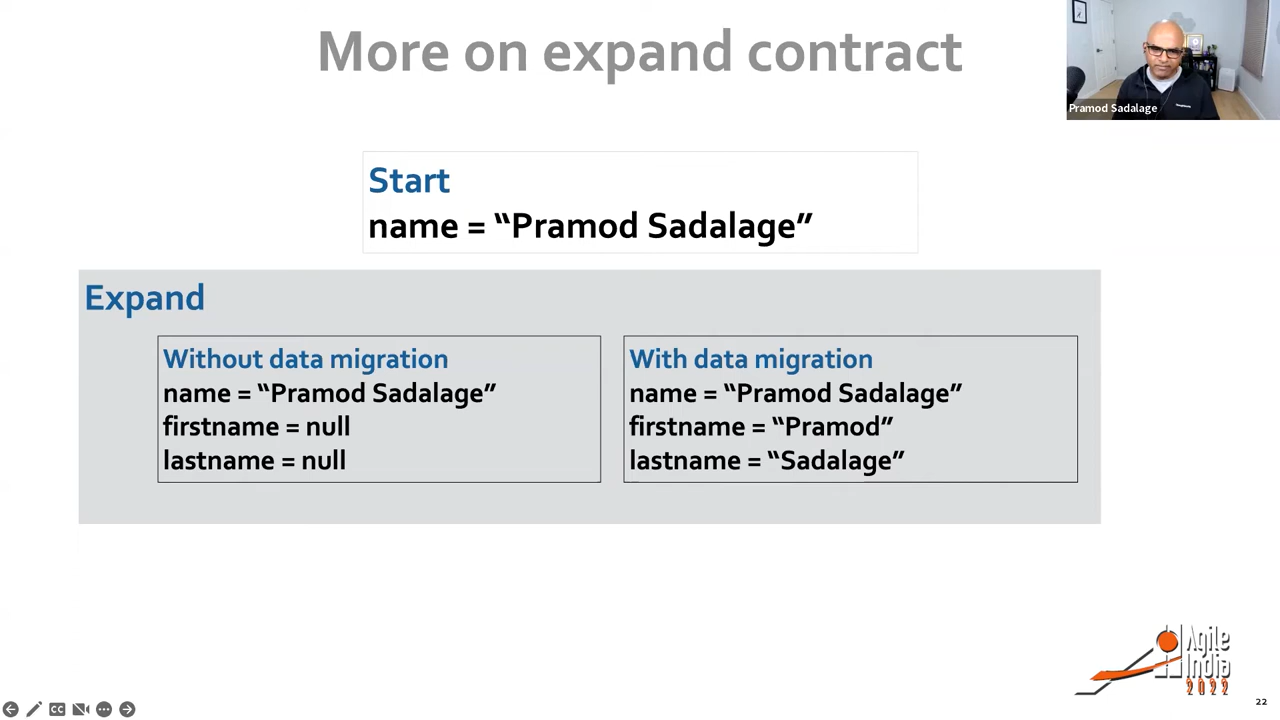 More on expand contract
Pramod Sadalage
Start
name = “Pramod Sadalage”
Expand
Without data migration
name = “Pramod Sadalage”
firstname = null
lastname = null
With data migration
name = “Pramod Sadalage”
firstname = “Pramod”
lastname = “Sadalage”
Agile
India
2022
CC
22